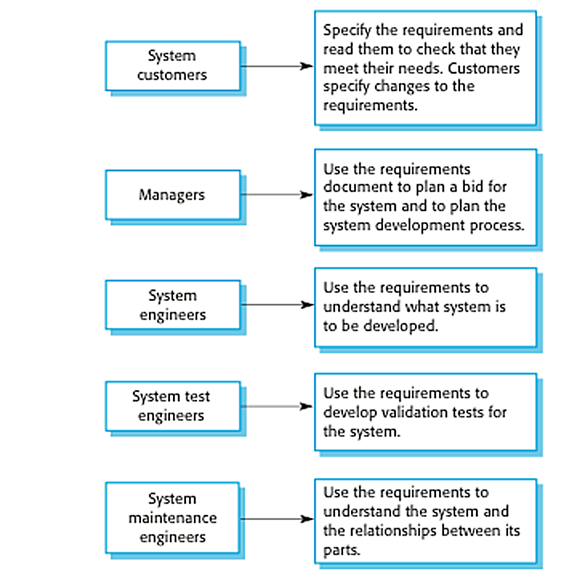 System
customers
Specify the requirements and
read them to check that they
meet their needs. Customers
specify changes to the
requirements.
Managers
Use the requirements
document to plan a bid for
the system and to plan the
system development process.
System
engineers
Use the requirements to
understand what system is
to be developed.
System test
engineers
Use the requirements to
develop validation tests for
the system.
System
maintenance
engineers
Use the requirements to
understand the system and
the relationships between its
parts.